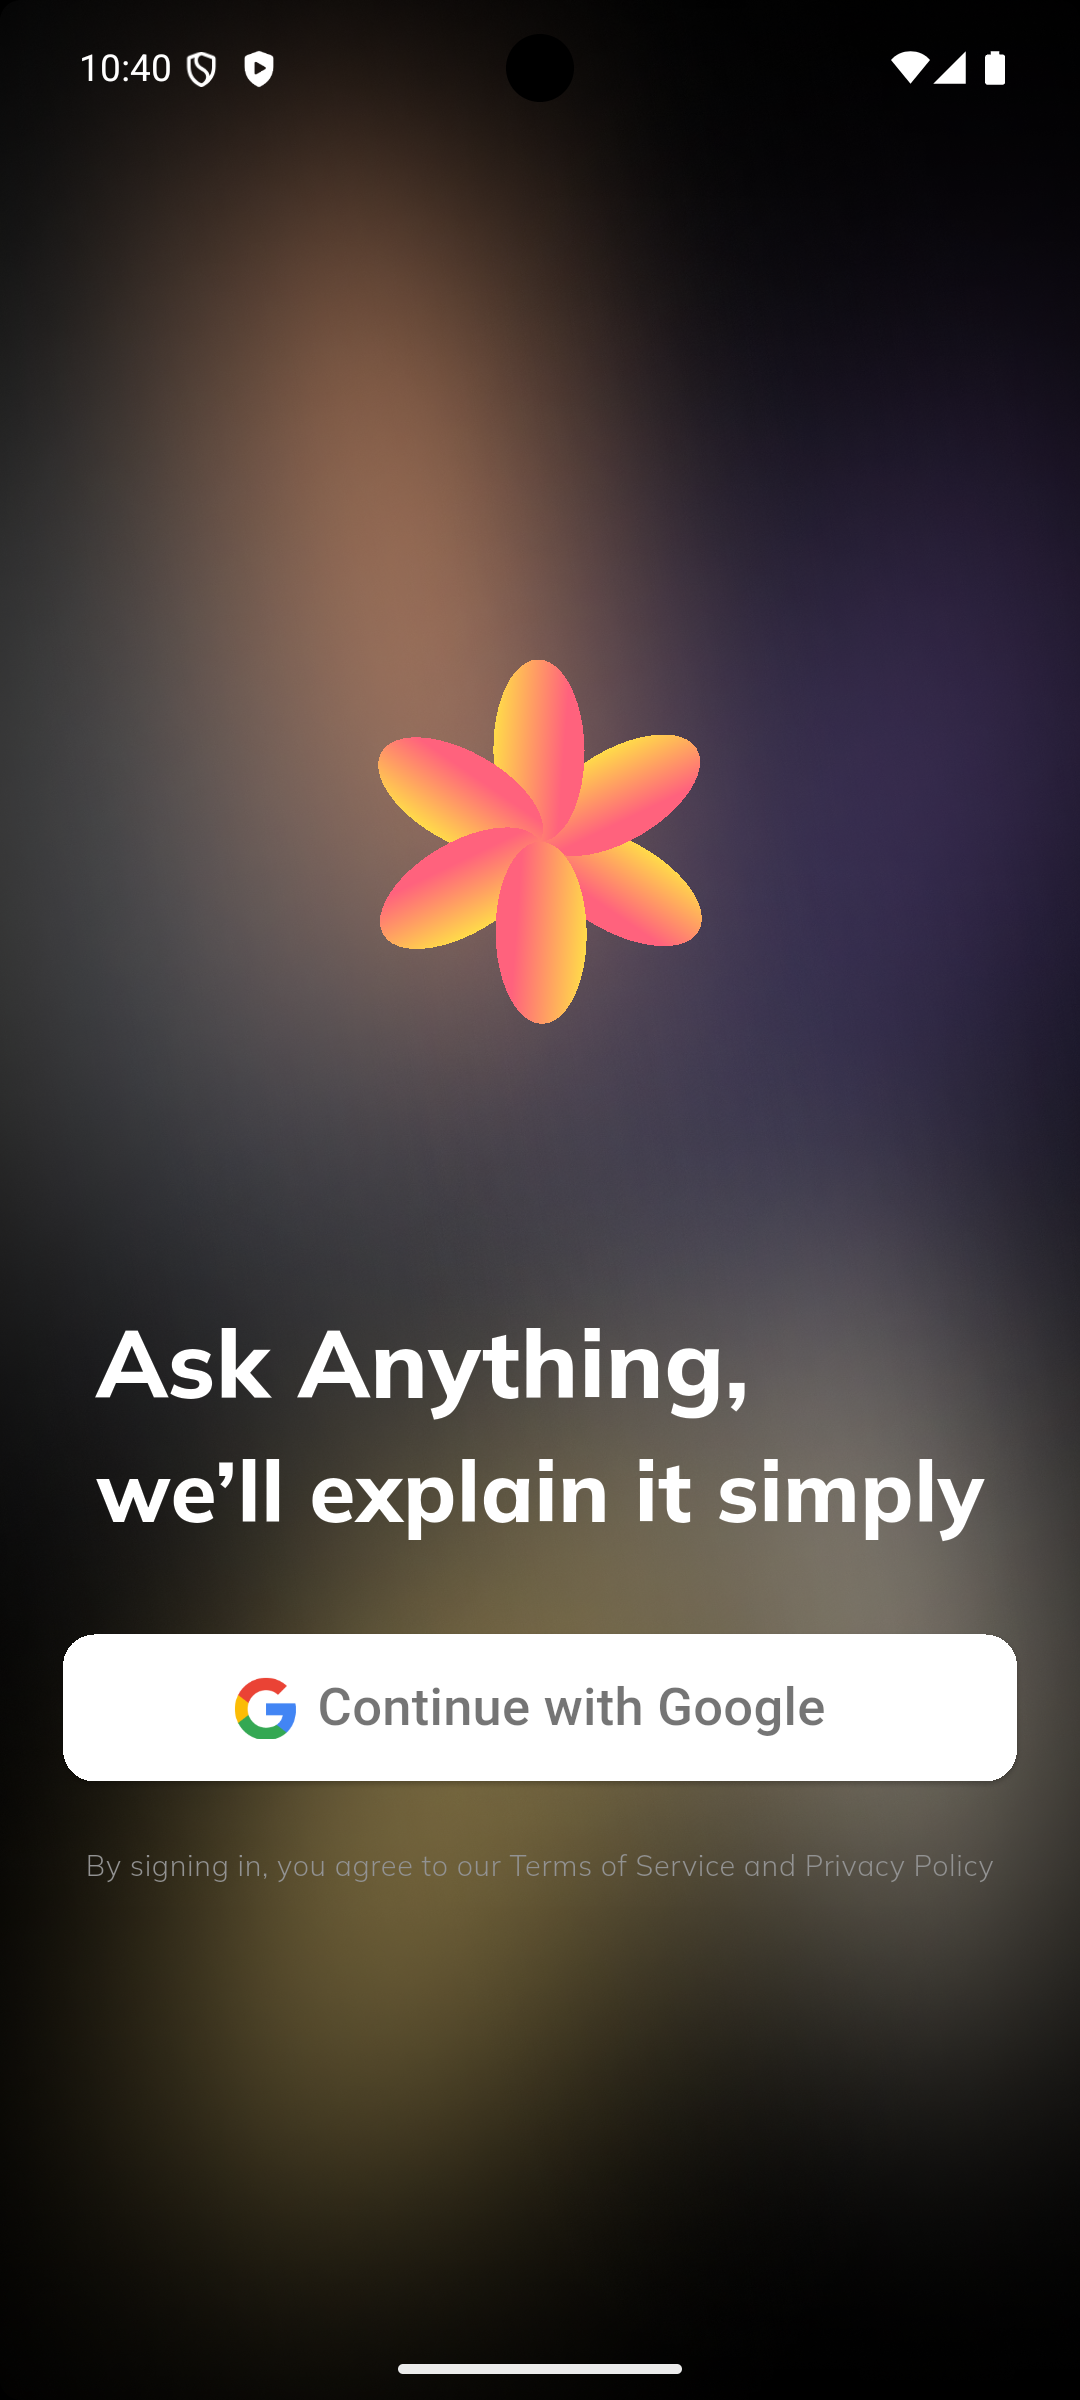 10:40
Ask Anything,
we’ll explain it simply
Continue with Google
By signing in, you agree to our Terms of Service and Privacy Policy